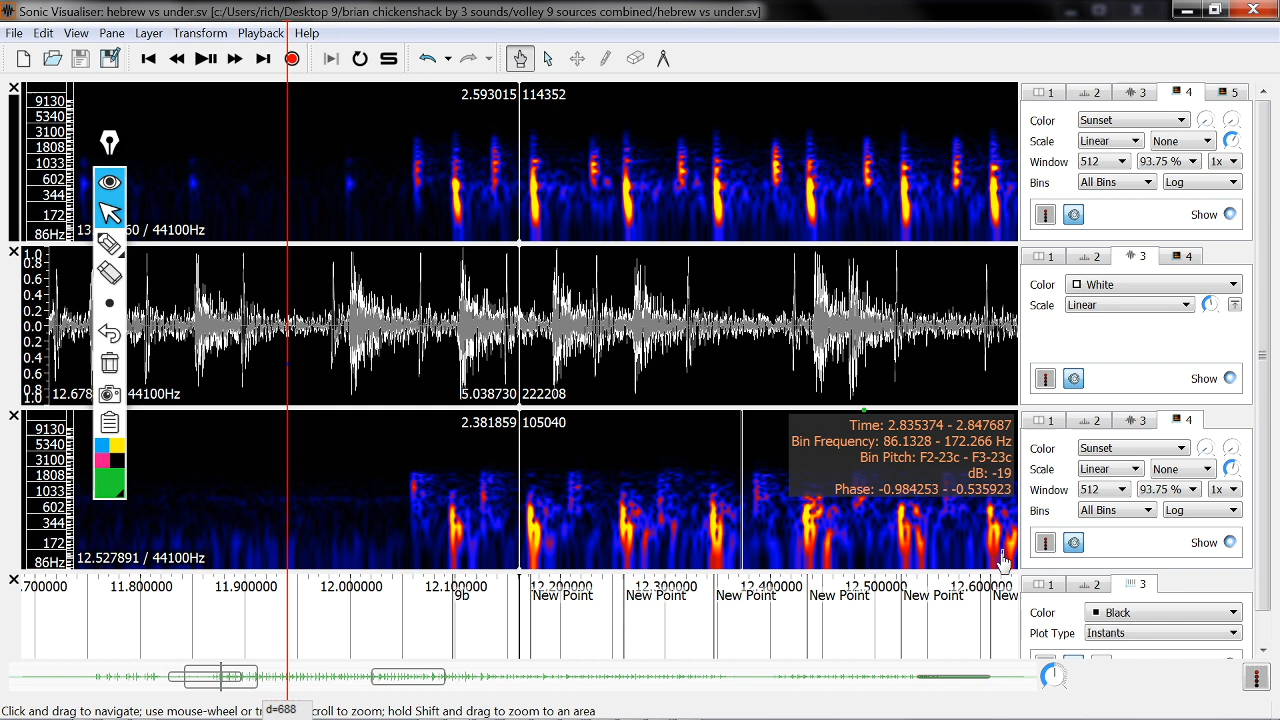 Sonic Visualiser: hebrew vs under.sv [c:/Users/rich/Desktop 9/brian chickenshack by 3 sounds/volley 9 sources combined/hebrew vs under.sv]
File Edit View Pane Layer Transform Playback Help
9130
5340
3100
1808
1033
602
344
172
86Hz
2.593015 114352
60 / 44100Hz
1 2 3 4 5
Color Sunset
Scale Linear None
Window 512 93.75 % 1x
Bins All Bins Log
Show
1.0
0.8
0.6
0.4
0.2
0.0
0.2
0.4
0.6
0.8
1.0
12.678 44100Hz
5.038730 222208
1 2 3 4
Color White
Scale Linear
Show
9130
5340
3100
1808
1033
602
344
172
86Hz
2.381859 105040
12.527891 / 44100Hz
Time: 2.835374 - 2.847687
Bin Frequency: 86.1328 - 172.266 Hz
Bin Pitch: F2-23c - F3-23c
dB: -19
Phase: -0.984253 - -0.535923
1 2 3 4
Color Sunset
Scale Linear None
Window 512 93.75 % 1x
Bins All Bins Log
Show
.700000 11.800000 11.900000 12.000000 12.100000 12.200000 12.300000 12.400000 12.500000 12.600000
9b New Point New Point New Point New Point New Point New
1 2 3
Color Black
Plot Type Instants
Click and drag to navigate; use mouse-wheel or tr scroll to zoom; hold Shift and drag to zoom to an area
d=688